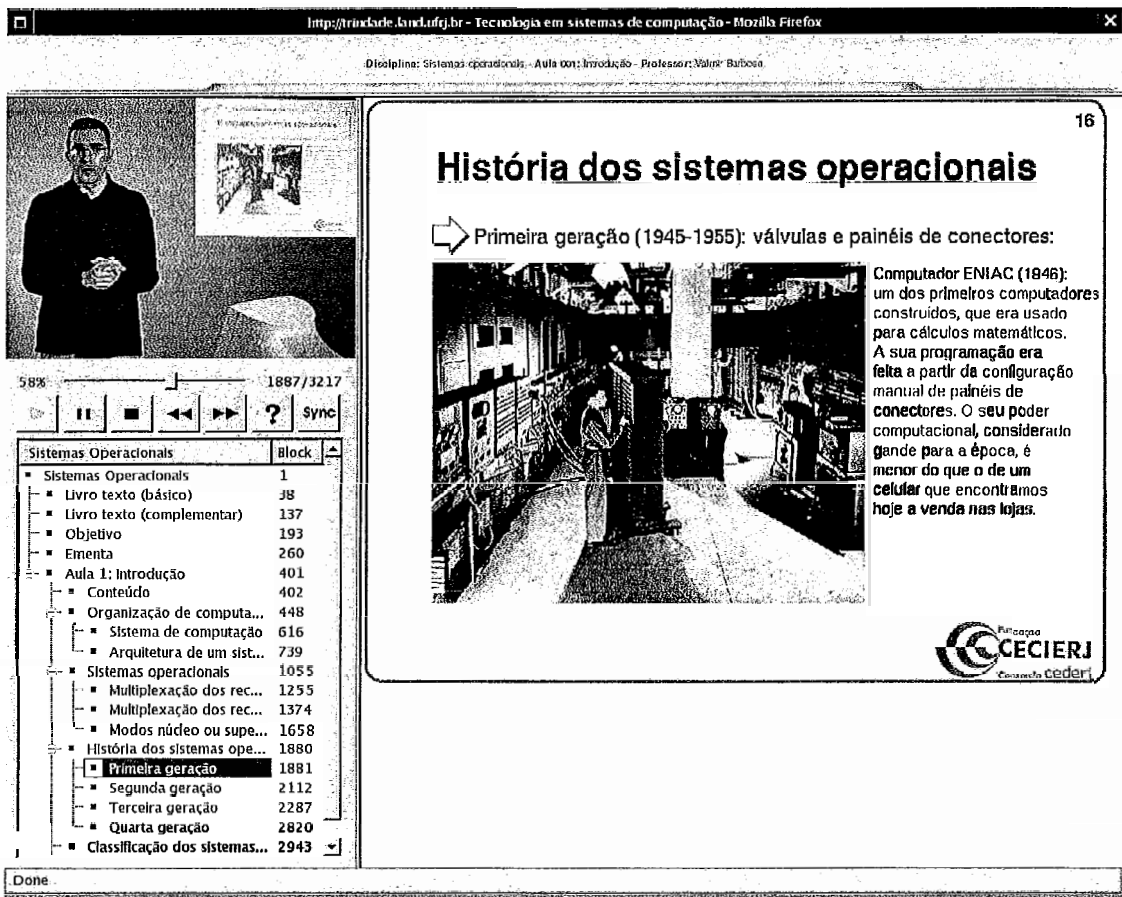 http://trindade.land.ufrj.br - Tecnologia em sistemas de computação - Mozilla Firefox
Disciplina: Sistemas operacionais - Aula 001: Introdução - Professor: Valmir Barbosa
58%
1887/3217
?
Sync
Sistemas Operacionais Block
Sistemas Operacionais 1
Livro texto (básico) 38
Livro texto (complementar) 137
Objetivo 193
Ementa 260
Aula 1: Introdução 401
Conteúdo 402
Organização de computa... 448
Sistema de computação 616
Arquitetura de um sist... 739
Sistemas operacionais 1055
Multiplexação dos rec... 1255
Multiplexação dos rec... 1374
Modos núcleo ou supe... 1658
História dos sistemas ope... 1880
Primeira geração 1881
Segunda geração 2112
Terceira geração 2287
Quarta geração 2820
Classificação dos sistemas... 2943
16
História dos sistemas operacionais
Primeira geração (1945-1955): válvulas e painéis de conectores:
Computador ENIAC (1946):
um dos primeiros computadores
construídos, que era usado
para cálculos matemáticos.
A sua programação era
feita a partir da configuração
manual de painéis de
conectores. O seu poder
computacional, considerado
gande para a época, é
menor do que o de um
celular que encontramos
hoje a venda nas lojas.
Fundação
CECIERJ
Consórcio cederj
Done